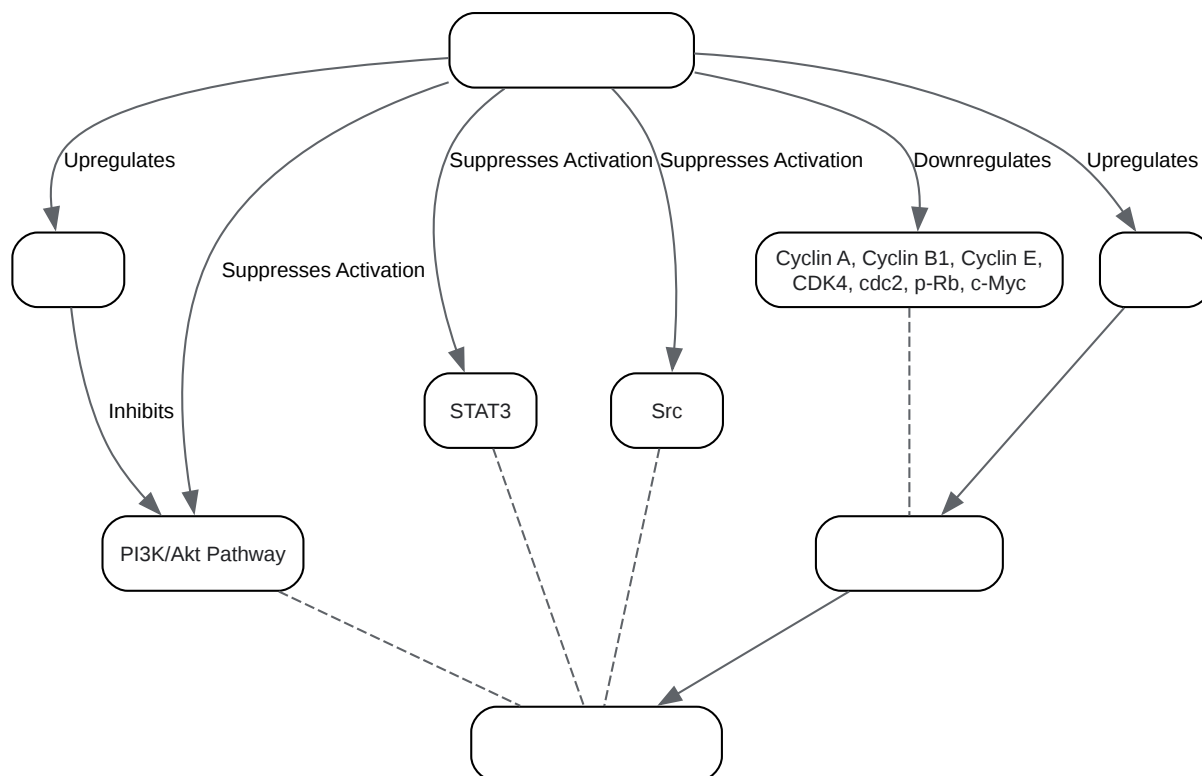 Upregulates
Suppresses Activation
Suppresses Activation
Downregulates
Upregulates
Cyclin A, Cyclin B1, Cyclin E,
CDK4, cdc2, p-Rb, c-Myc
Suppresses Activation
Inhibits
STAT3
Src
PI3K/Akt Pathway